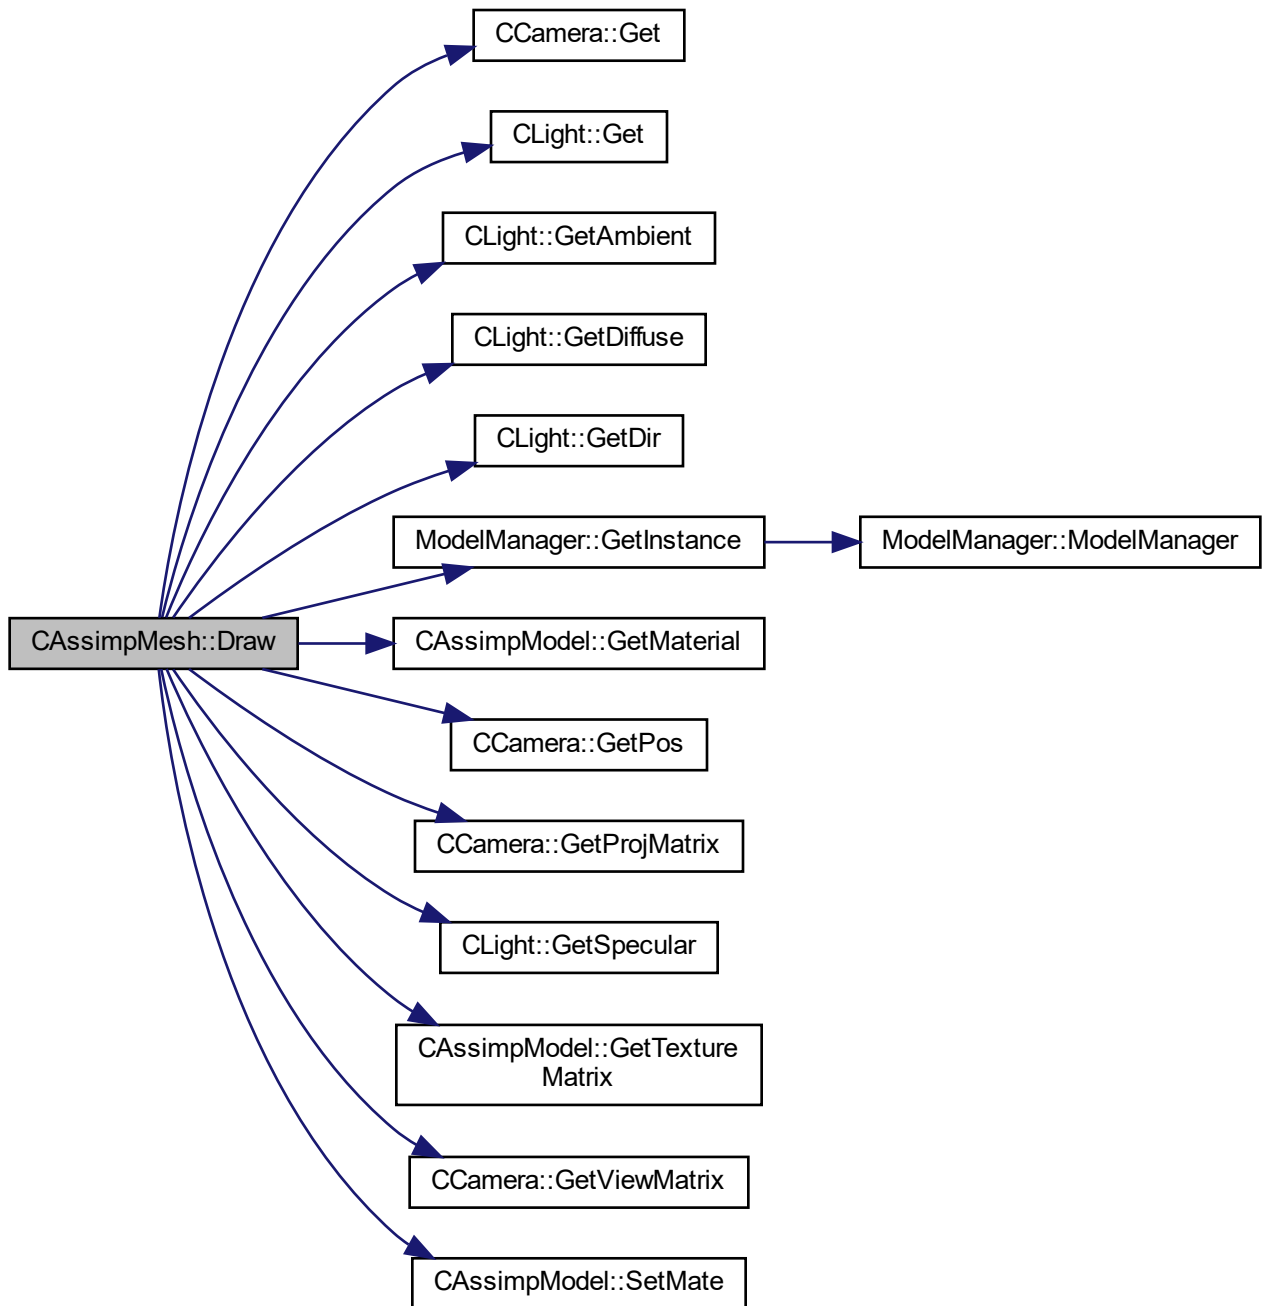 CCamera::Get
CLight::Get
CLight::GetAmbient
CLight::GetDiffuse
CLight::GetDir
ModelManager::GetInstance
ModelManager::ModelManager
CAssimpMesh::Draw
CAssimpModel::GetMaterial
CCamera::GetPos
CCamera::GetProjMatrix
CLight::GetSpecular
CAssimpModel::GetTexture
Matrix
CCamera::GetViewMatrix
CAssimpModel::SetMate